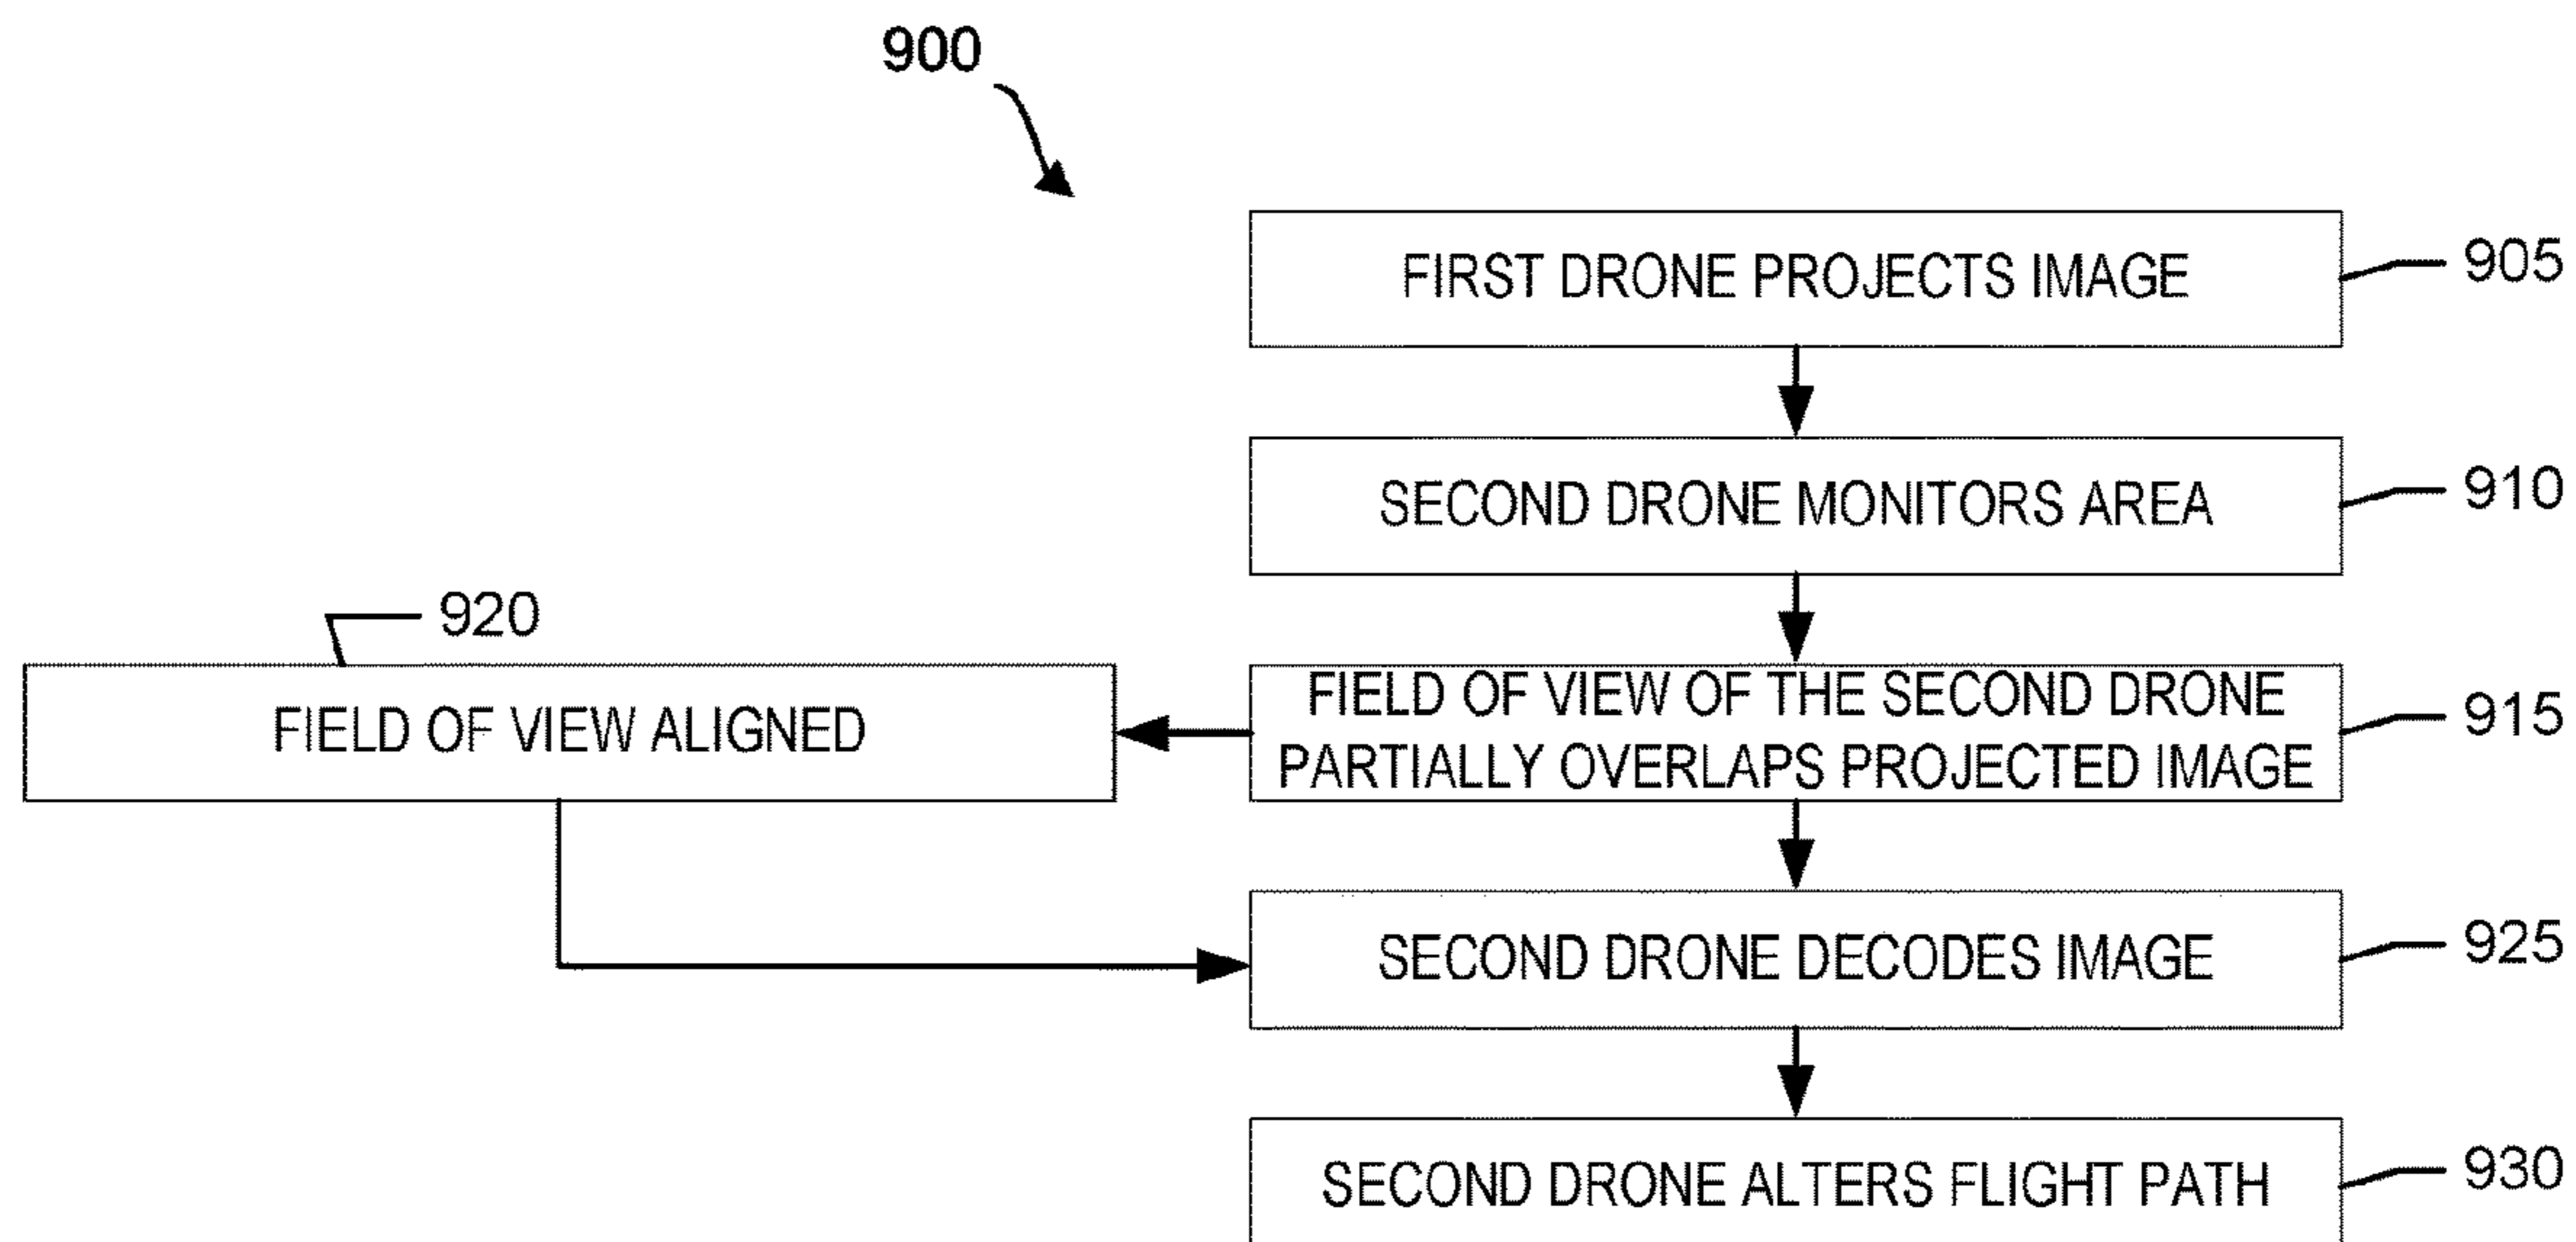 900
FIRST DRONE PROJECTS IMAGE
905
SECOND DRONE MONITORS AREA
910
920
FIELD OF VIEW ALIGNED
FIELD OF VIEW OF THE SECOND DRONE
PARTIALLY OVERLAPS PROJECTED IMAGE
915
SECOND DRONE DECODES IMAGE
925
SECOND DRONE ALTERS FLIGHT PATH
930